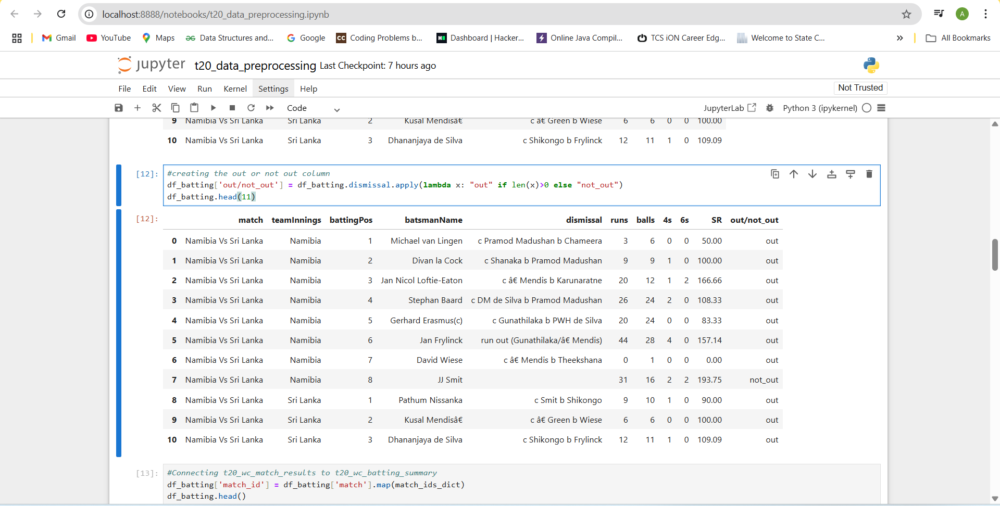 localhost:8888/notebooks/t20_data_preprocessing.ipynb
A
Gmail YouTube Maps Data Structures and... Google CC Coding Problems b... Dashboard | Hacker... Online Java Compil... TCS iON Career Edg... Welcome to State C... » All Bookmarks
jupyter t20_data_preprocessing Last Checkpoint: 7 hours ago
File Edit View Run Kernel Settings Help Not Trusted
Code JupyterLab Python 3 (ipykernel)
9 Namibia Vs Sri Lanka Sri Lanka 2 Kusal Mendisâ€ c â€ Green b Wiese 6 6 0 0 100.00
10 Namibia Vs Sri Lanka Sri Lanka 3 Dhananjaya de Silva c Shikongo b Frylinck 12 11 1 0 109.09
[12]: #creating the out or not out column
df_batting['out/not_out'] = df_batting.dismissal.apply(lambda x: "out" if len(x)>0 else "not_out")
df_batting.head(11)
[12]: match teamInnings battingPos batsmanName dismissal runs balls 4s 6s SR out/not_out
0 Namibia Vs Sri Lanka Namibia 1 Michael van Lingen c Pramod Madushan b Chameera 3 6 0 0 50.00 out
1 Namibia Vs Sri Lanka Namibia 2 Divan la Cock c Shanaka b Pramod Madushan 9 9 1 0 100.00 out
2 Namibia Vs Sri Lanka Namibia 3 Jan Nicol Loftie-Eaton c â€ Mendis b Karunaratne 20 12 1 2 166.66 out
3 Namibia Vs Sri Lanka Namibia 4 Stephan Baard c DM de Silva b Pramod Madushan 26 24 2 0 108.33 out
4 Namibia Vs Sri Lanka Namibia 5 Gerhard Erasmus(c) c Gunathilaka b PWH de Silva 20 24 0 0 83.33 out
5 Namibia Vs Sri Lanka Namibia 6 Jan Frylinck run out (Gunathilaka/â€ Mendis) 44 28 4 0 157.14 out
6 Namibia Vs Sri Lanka Namibia 7 David Wiese c â€ Mendis b Theekshana 0 1 0 0 0.00 out
7 Namibia Vs Sri Lanka Namibia 8 JJ Smit 31 16 2 2 193.75 not_out
8 Namibia Vs Sri Lanka Sri Lanka 1 Pathum Nissanka c Smit b Shikongo 9 10 1 0 90.00 out
9 Namibia Vs Sri Lanka Sri Lanka 2 Kusal Mendisâ€ c â€ Green b Wiese 6 6 0 0 100.00 out
10 Namibia Vs Sri Lanka Sri Lanka 3 Dhananjaya de Silva c Shikongo b Frylinck 12 11 1 0 109.09 out
[13]: #Connecting t20_wc_match_results to t20_wc_batting_summary
df_batting['match_id'] = df_batting['match'].map(match_ids_dict)
df_batting.head()